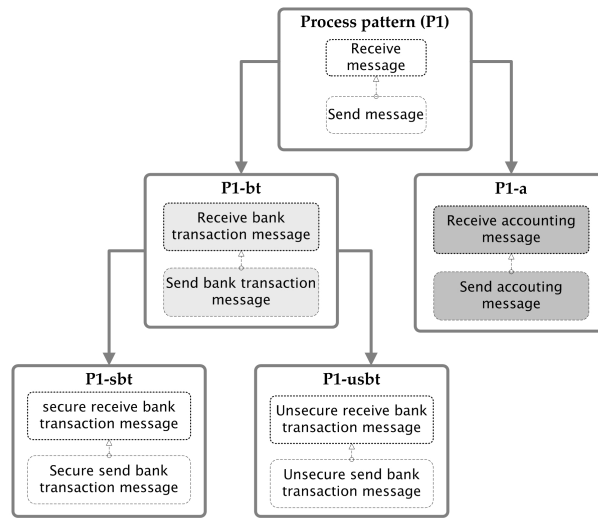 Process pattern (P1)
Receive
message
Send message
P1-bt
Receive bank
transaction message
Send bank transaction
message
P1-a
Receive accounting
message
Send accouting
message
P1-sbt
secure receive bank
transaction message
Secure send bank
transaction message
P1-usbt
Unsecure receive bank
transaction message
Unsecure send bank
transaction message